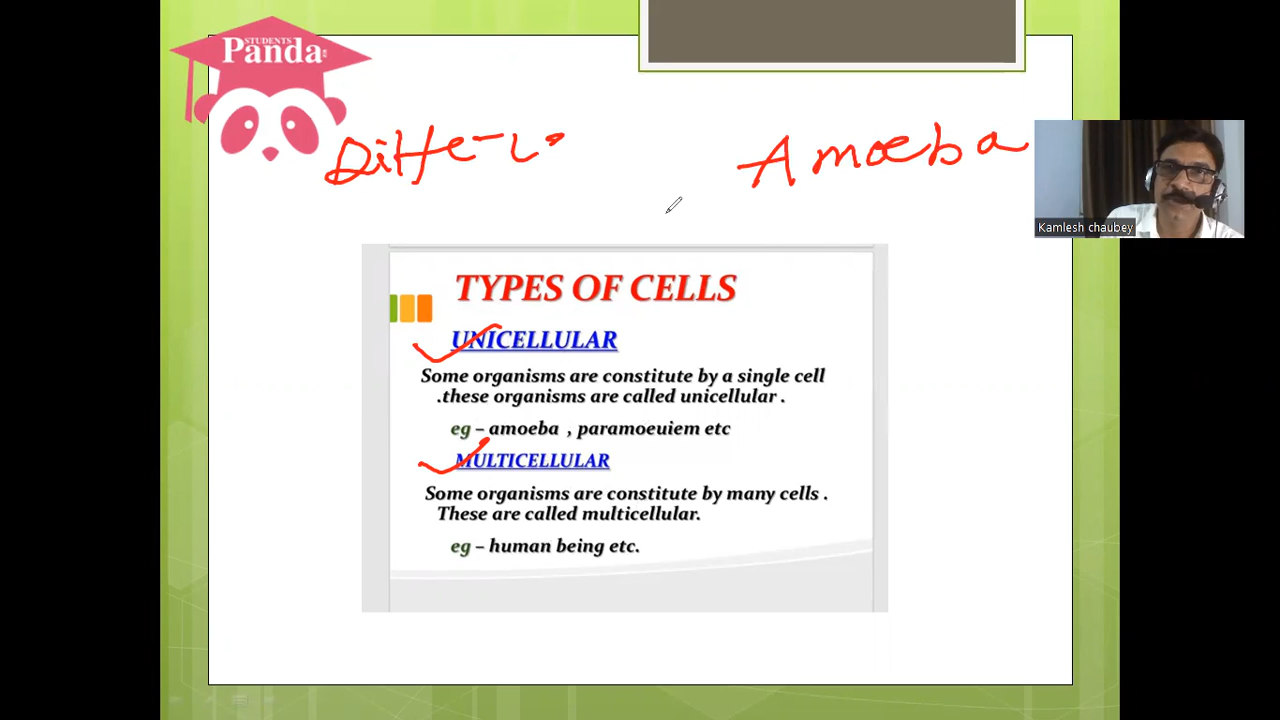 STUDENTS
Panda
Amoeba
Kamlesh chaubey
TYPES OF CELLS
UNICELLULAR
Some organisms are constitute by a single cell
.these organisms are called unicellular .
eg – amoeba , paramoeuiem etc
MULTICELLULAR
Some organisms are constitute by many cells .
These are called multicellular.
eg – human being etc.